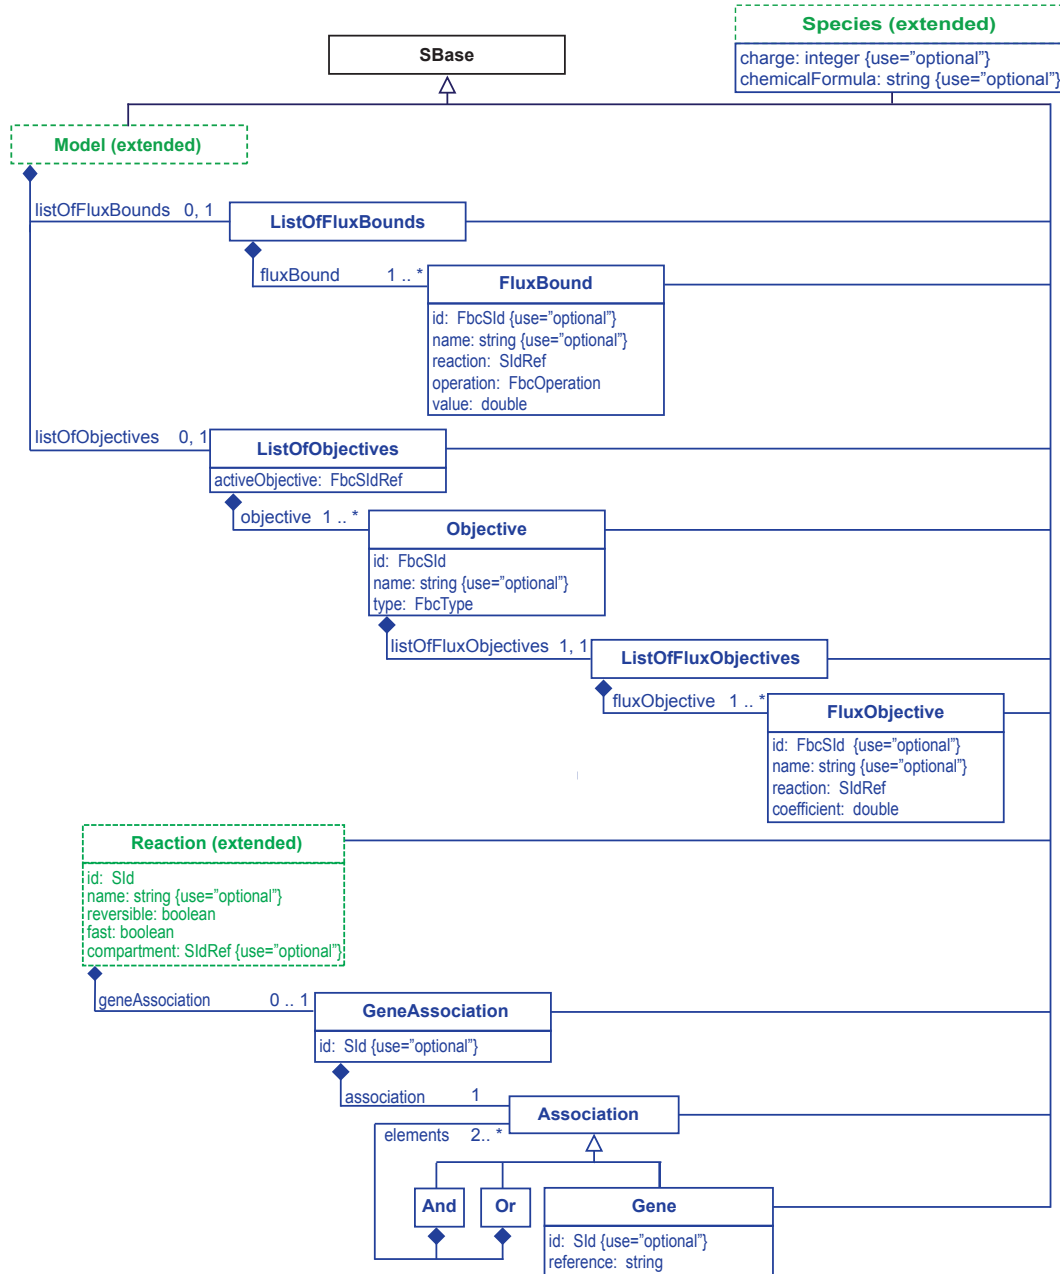 Species (extended)
charge: integer {use=”optional”}
chemicalFormula: string {use=”optional”}
SBase
Model (extended)
listOfFluxBounds 0, 1
ListOfFluxBounds
fluxBound 1 .. *
FluxBound
id: FbcSId {use=”optional”}
name: string {use=”optional”}
reaction: SIdRef
operation: FbcOperation
value: double
listOfObjectives 0, 1
ListOfObjectives
activeObjective: FbcSIdRef
objective 1 .. *
Objective
id: FbcSId
name: string {use=”optional”}
type: FbcType
listOfFluxObjectives 1, 1
ListOfFluxObjectives
fluxObjective 1 .. *
FluxObjective
id: FbcSId {use=”optional”}
name: string {use=”optional”}
reaction: SIdRef
coefficient: double
Reaction (extended)
id: SId
name: string {use=”optional”}
reversible: boolean
fast: boolean
compartment: SIdRef {use=”optional”}
geneAssociation 0 .. 1
GeneAssociation
id: SId {use=”optional”}
association 1
Association
elements 2.. *
And
Or
Gene
id: SId {use=”optional”}
reference: string